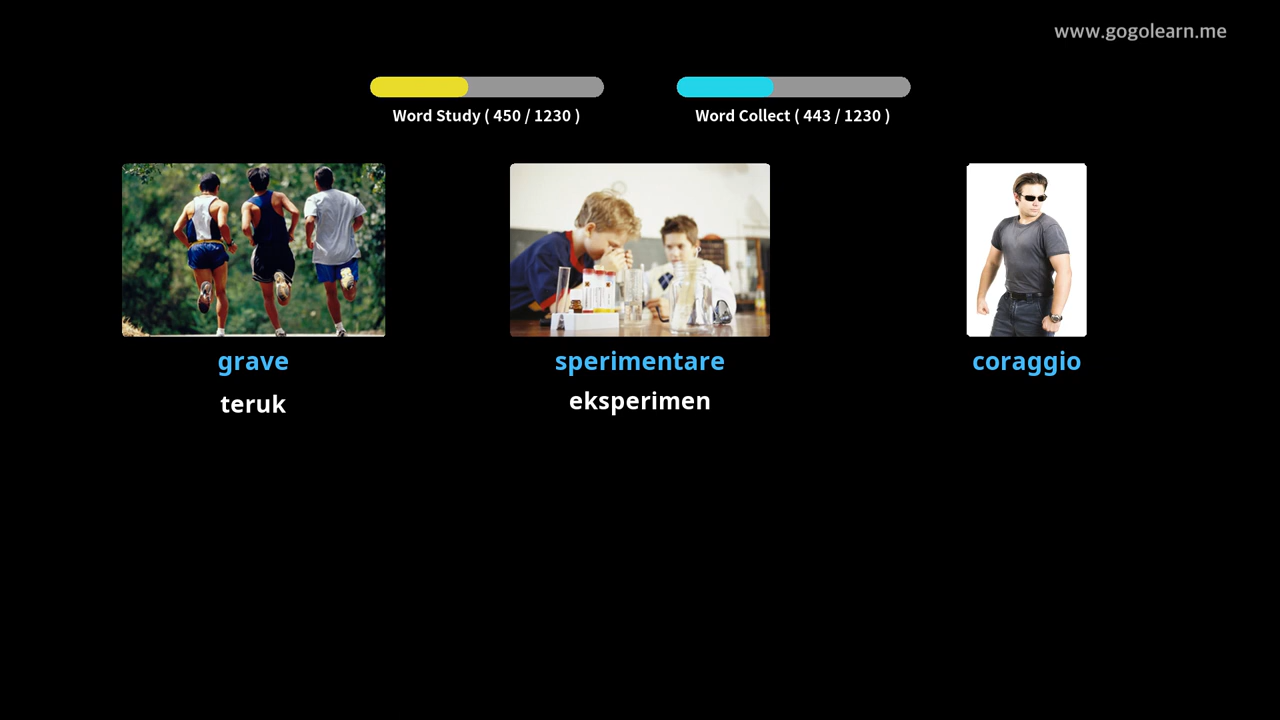 www.gogolearn.me
Word Study ( 450 / 1230 )
Word Collect ( 443 / 1230 )
grave
sperimentare
coraggio
teruk
eksperimen